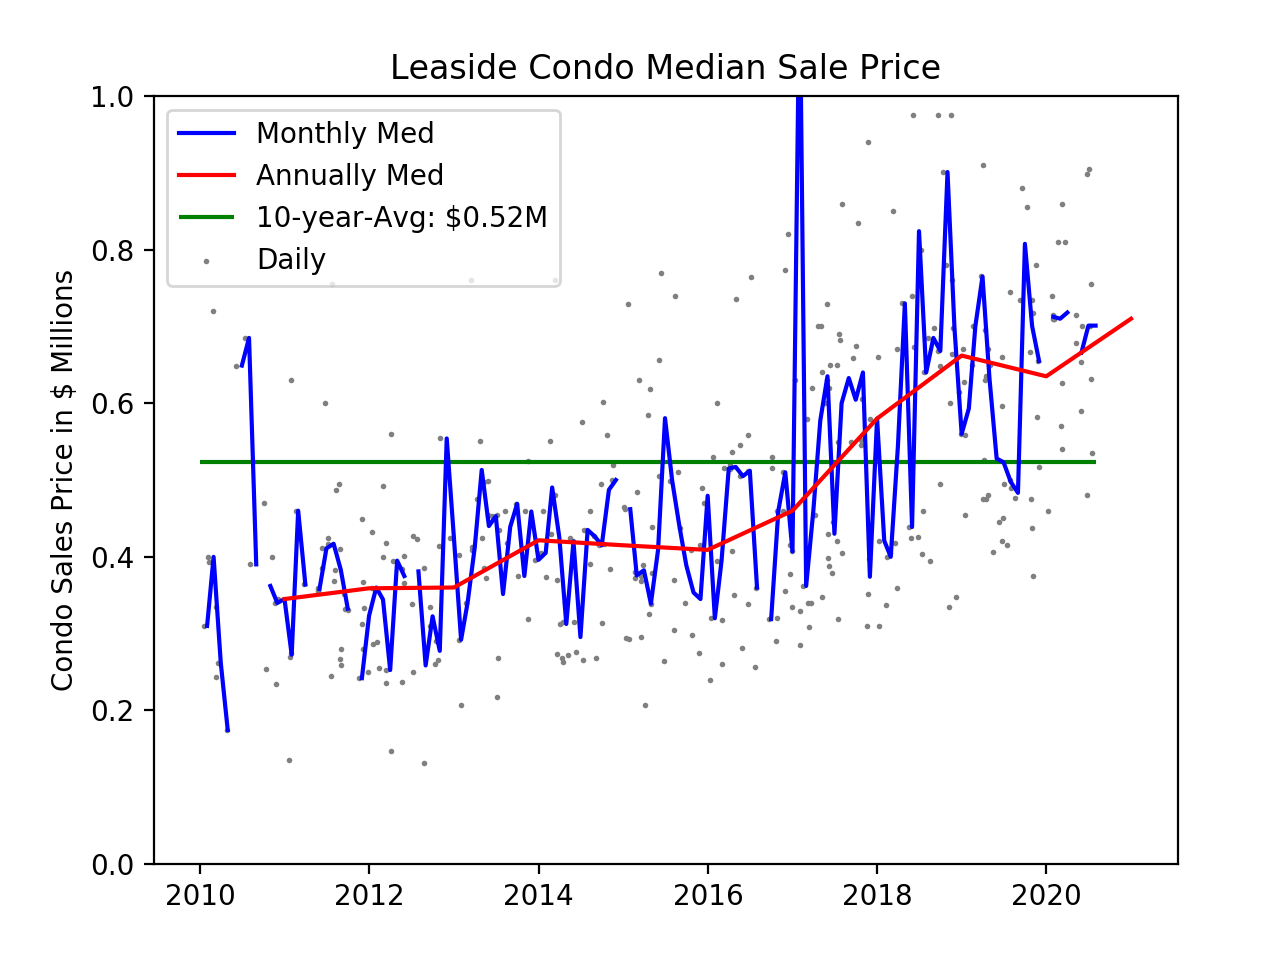 Leaside Condo Median Sale Price
Condo Sales Price in $ Millions
1.0
0.8
0.6
0.4
0.2
0.0
Monthly Med
Annually Med
10-year-Avg: $0.52M
Daily
2010 2012 2014 2016 2018 2020